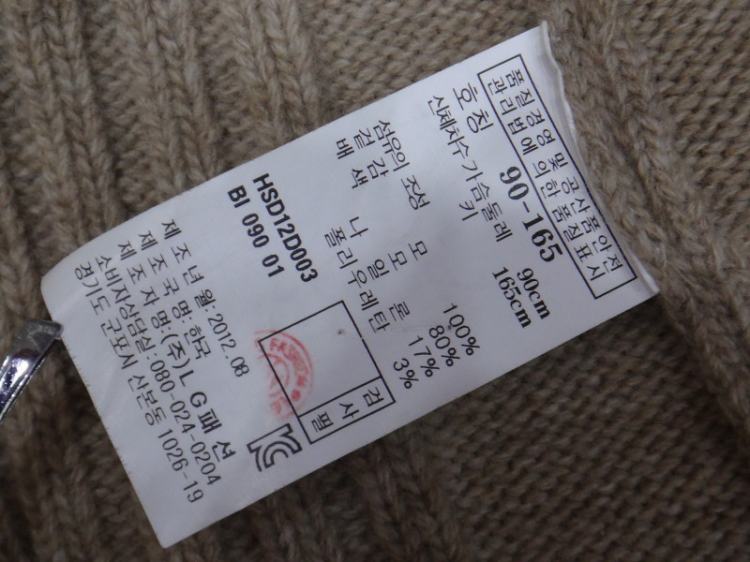 품질경영 및 공산품안전
관리법에 의한 품질표시
호칭 90-165
신체치수 가슴둘레 90cm
키 165cm
섬유의 조성
겉감 모 100%
배색 모 80%
나일론 17%
폴리우레탄 3%
HSD12D003
BI 090 01
검사필
제조년월:2012.08
제조국명:한국
제조자명:(주)LG패션
소비자상담실:080-024-0204
경기도 군포시 산본동 1026-19